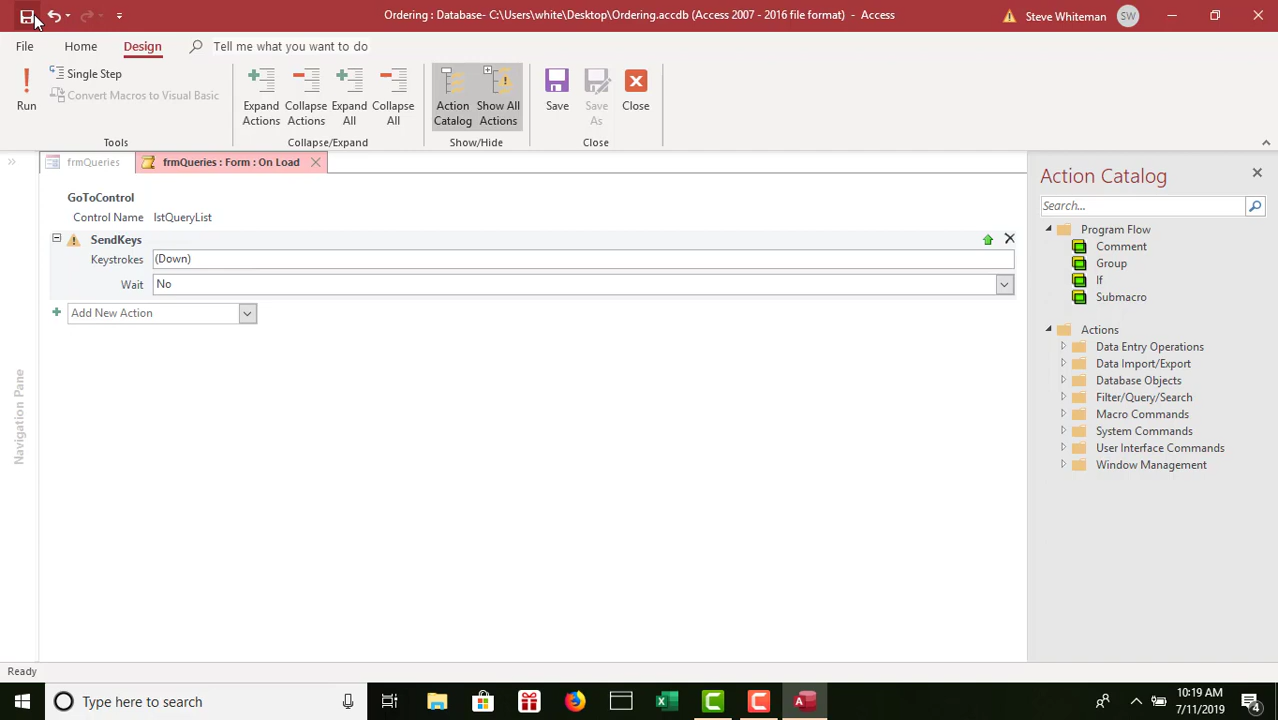 Ordering : Database- C:\Users\white\Desktop\Ordering.accdb (Access 2007 - 2016 file format) - Access
Steve Whiteman
SW
File
Home
Design
Tell me what you want to do
Run
Single Step
Convert Macros to Visual Basic
Tools
Expand
Actions
Collapse
Actions
Expand
All
Collapse
All
Collapse/Expand
Action
Catalog
Show All
Actions
Show/Hide
Save
Save
As
Close
Close
frmQueries
frmQueries : Form : On Load
GoToControl
Control Name lstQueryList
SendKeys
Keystrokes (Down)
Wait No
Add New Action
Navigation Pane
Action Catalog
Search...
Program Flow
Comment
Group
If
Submacro
Actions
Data Entry Operations
Data Import/Export
Database Objects
Filter/Query/Search
Macro Commands
System Commands
User Interface Commands
Window Management
Ready
Type here to search
10:19 AM
7/11/2019
4